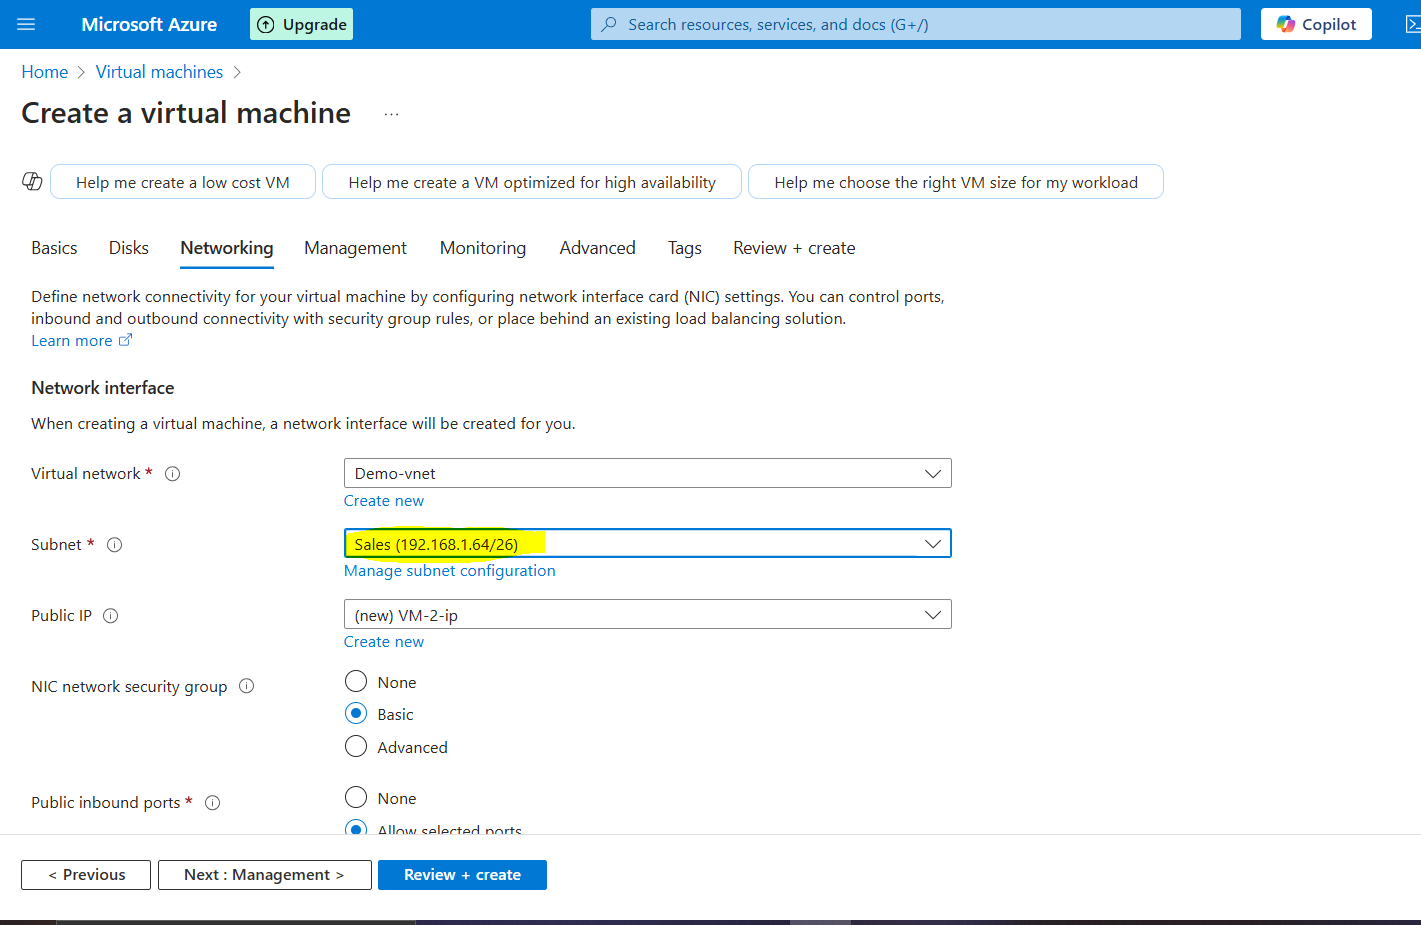 Microsoft Azure
Upgrade
Search resources, services, and docs (G+/)
Copilot
Home > Virtual machines >
Create a virtual machine ...
Help me create a low cost VM
Help me create a VM optimized for high availability
Help me choose the right VM size for my workload
Basics Disks Networking Management Monitoring Advanced Tags Review + create
Define network connectivity for your virtual machine by configuring network interface card (NIC) settings. You can control ports,
inbound and outbound connectivity with security group rules, or place behind an existing load balancing solution.
Learn more
Network interface
When creating a virtual machine, a network interface will be created for you.
Virtual network *
Demo-vnet
Create new
Subnet *
Sales (192.168.1.64/26)
Manage subnet configuration
Public IP
(new) VM-2-ip
Create new
NIC network security group
None
Basic
Advanced
Public inbound ports *
None
Allow selected ports
< Previous
Next : Management >
Review + create